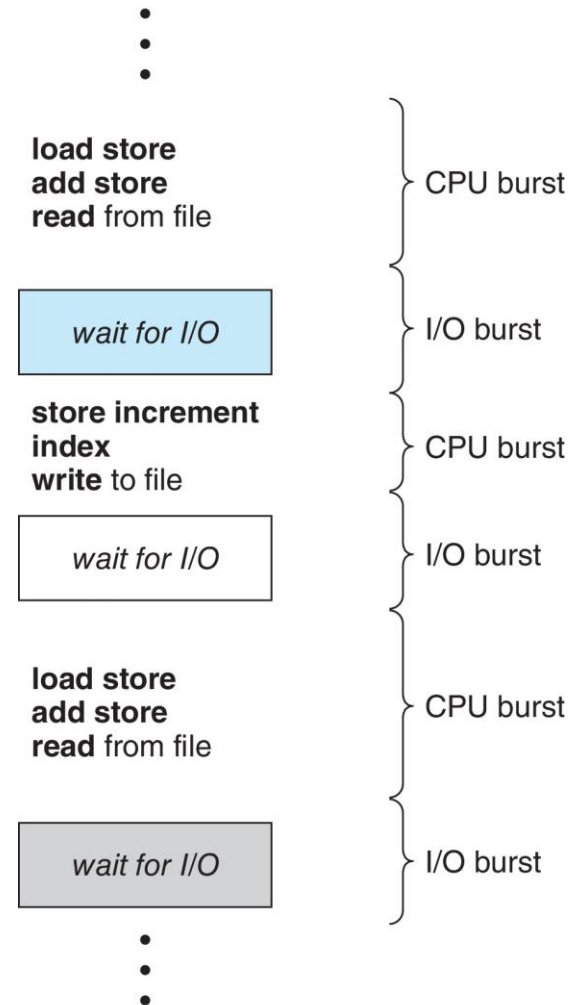 load store
add store
read from file
CPU burst
wait for I/O
I/O burst
store increment
index
write to file
CPU burst
wait for I/O
I/O burst
load store
add store
read from file
CPU burst
wait for I/O
I/O burst